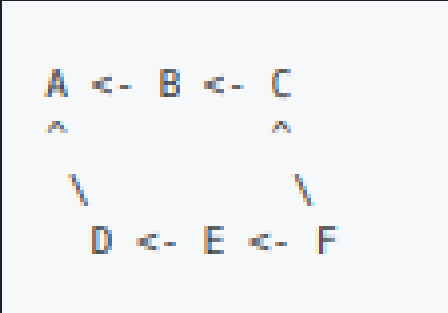 A <- B <- C
^         ^
 \         \
  D <- E <- F